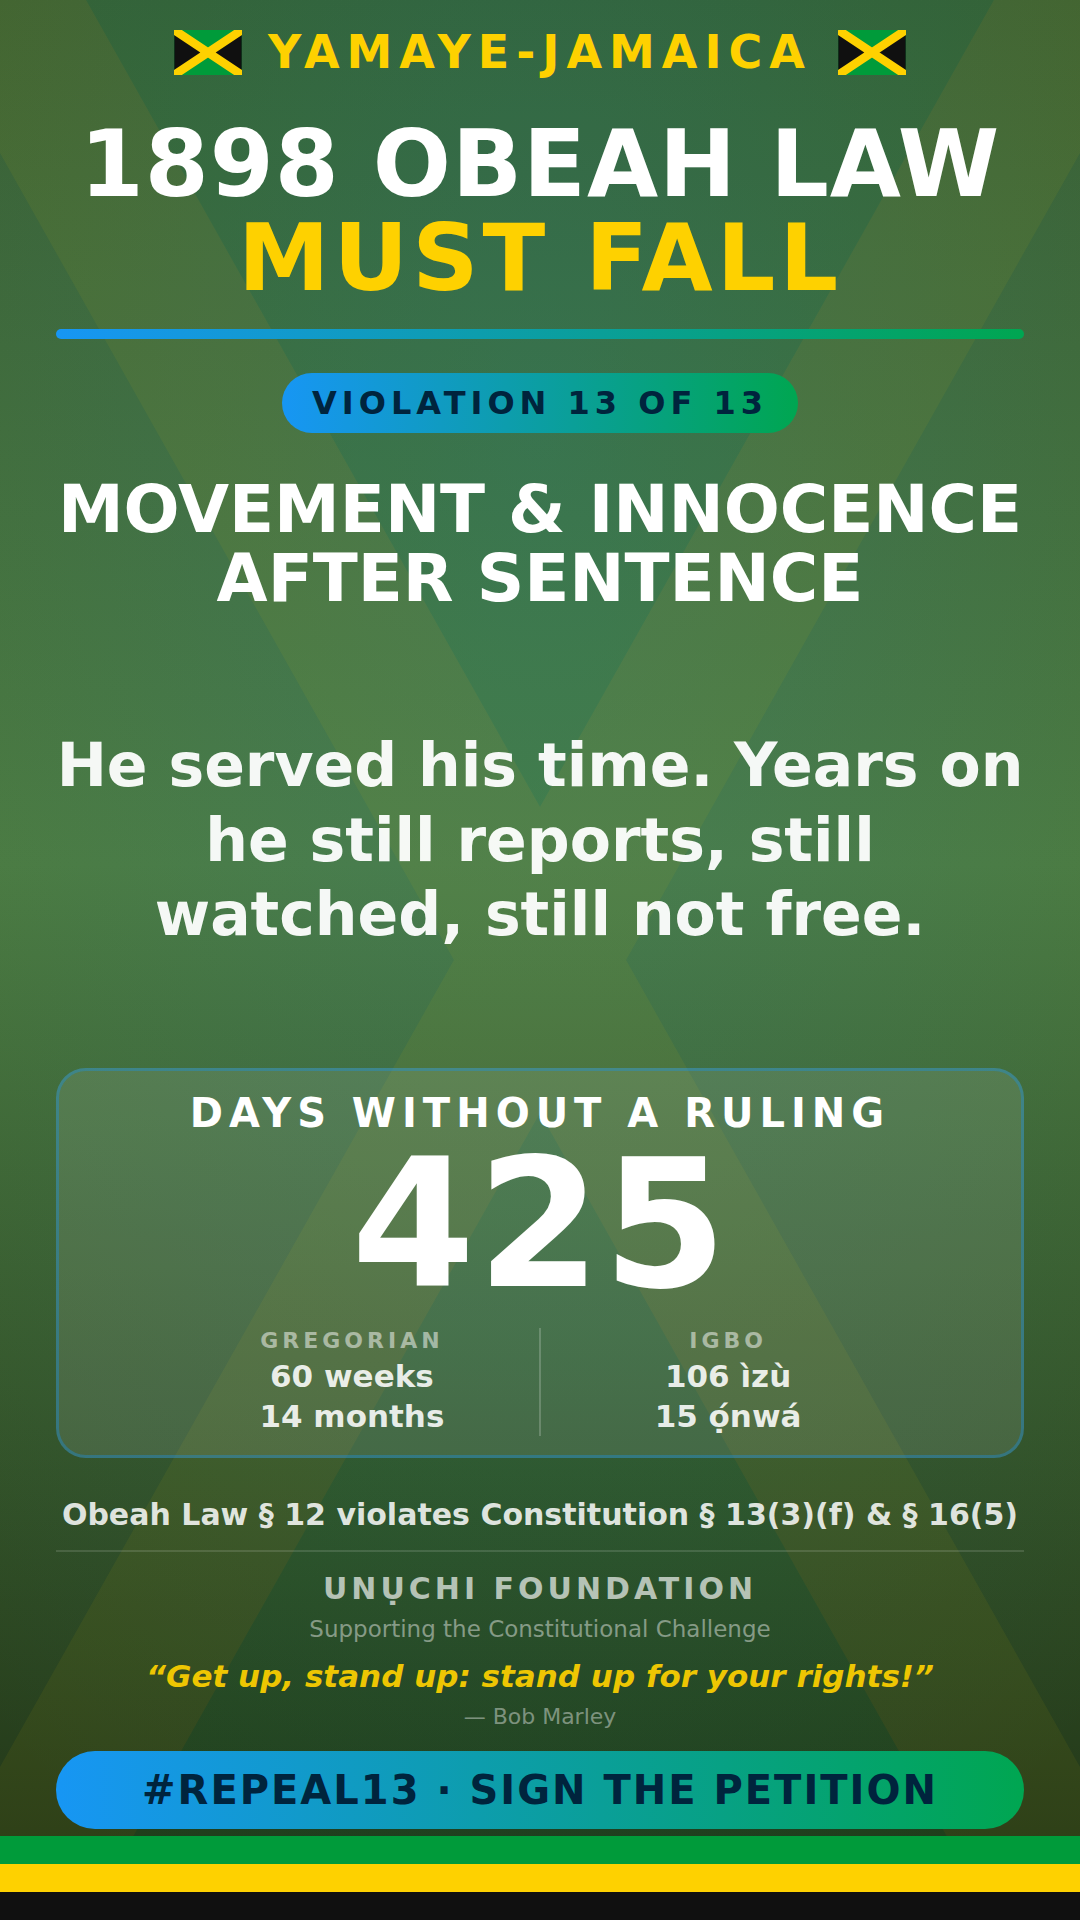 YAMAYE-JAMAICA
1898 OBEAH LAW
MUST FALL
VIOLATION 13 OF 13
MOVEMENT & INNOCENCE
AFTER SENTENCE
He served his time. Years on
he still reports, still
watched, still not free.
DAYS WITHOUT A RULING
425
GREGORIAN
60 weeks
14 months
IGBO
106 ìzù
15 ọ́nwá
Obeah Law § 12 violates Constitution § 13(3)(f) & § 16(5)
UNỤCHI FOUNDATION
Supporting the Constitutional Challenge
“Get up, stand up: stand up for your rights!”
— Bob Marley
#REPEAL13 · SIGN THE PETITION